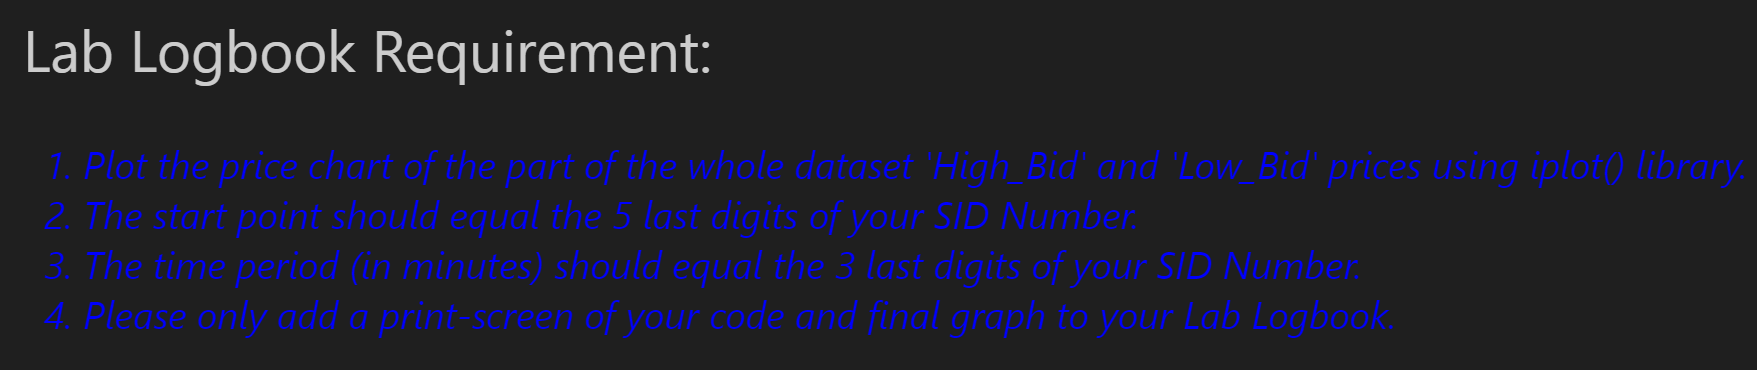 Lab Logbook Requirement:
1. Plot the price chart of the part of the whole dataset 'High_Bid' and 'Low_Bid' prices using iplot() library.
2. The start point should equal the 5 last digits of your SID Number.
3. The time period (in minutes) should equal the 3 last digits of your SID Number.
4. Please only add a print-screen of your code and final graph to your Lab Logbook.